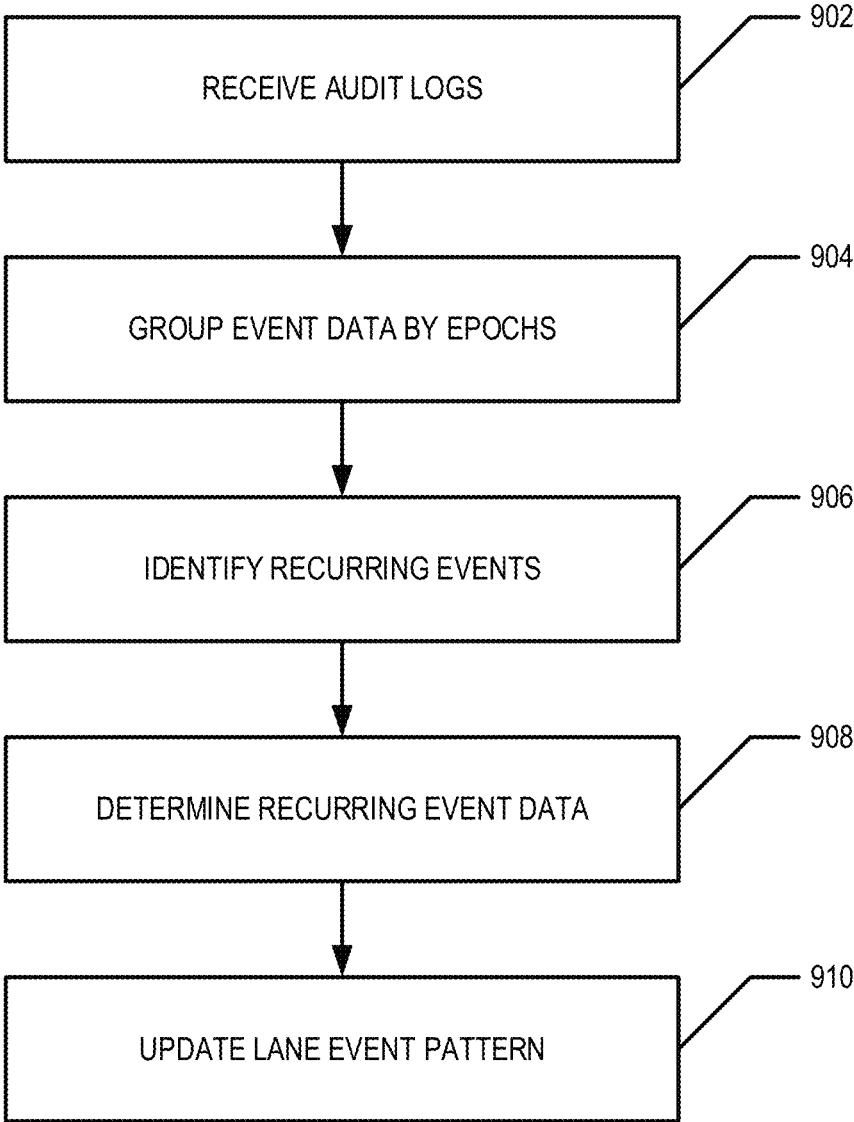 902
RECEIVE AUDIT LOGS
904
GROUP EVENT DATA BY EPOCHS
906
IDENTIFY RECURRING EVENTS
908
DETERMINE RECURRING EVENT DATA
910
UPDATE LANE EVENT PATTERN